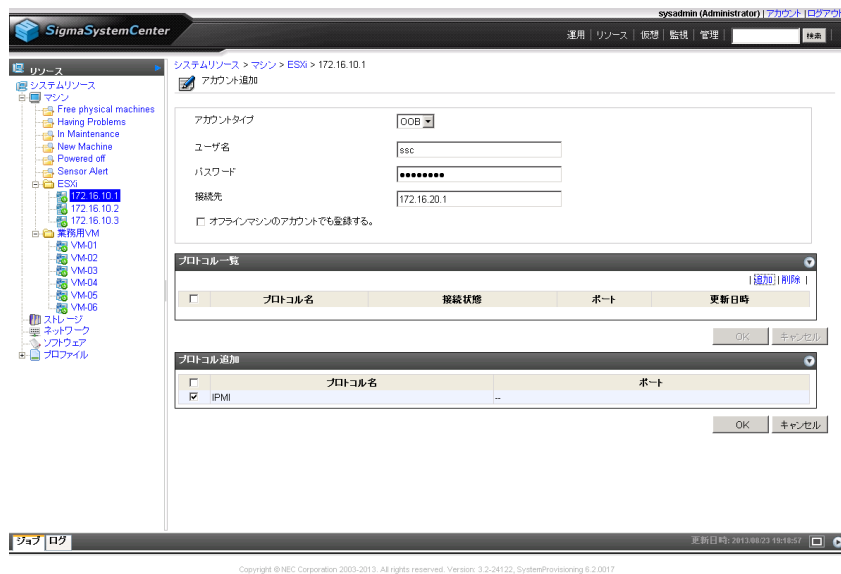 sysadmin (Administrator) | アカウント | ログアウ
SigmaSystemCenter
運用 | リソース | 仮想 | 監視 | 管理 |
検索
リソース
システムリソース
マシン
Free physical machines
Having Problems
In Maintenance
New Machine
Powered off
Sensor Alert
ESXi
172.16.10.1
172.16.10.2
172.16.10.3
業務用VM
VM-01
VM-02
VM-03
VM-04
VM-05
VM-06
ストレージ
ネットワーク
ソフトウェア
プロファイル
システムリソース > マシン > ESXi > 172.16.10.1
アカウント追加
アカウントタイプ OOB
ユーザ名 ssc
パスワード ●●●●●●●●
接続先 172.16.20.1
オフラインマシンのアカウントでも登録する。
プロトコル一覧
| 追加 | 削除 |
プロトコル名 接続状態 ポート 更新日時
OK キャンセル
プロトコル追加
プロトコル名 ポート
IPMI --
OK キャンセル
ジョブ ログ
更新日時: 2013/08/23 19:18:57
Copyright © NEC Corporation 2003-2013. All rights reserved. Version: 3.2-24122, SystemProvisioning 6.2.0017